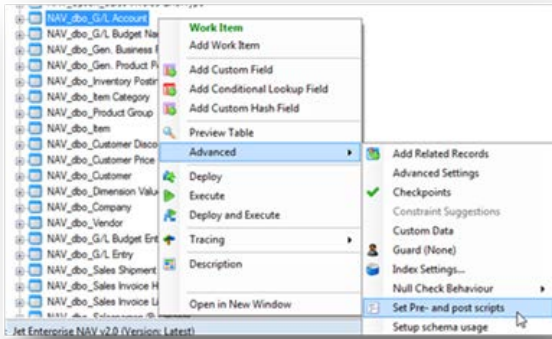 NAV_dbo_G/L Account
NAV_dbo_G/L Budget Na
NAV_dbo_Gen. Business
NAV_dbo_Gen. Product P
NAV_dbo_Inventory Postir
NAV_dbo_Item Category
NAV_dbo_Product Group
NAV_dbo_Item
NAV_dbo_Customer Disco
NAV_dbo_Customer Price
NAV_dbo_Customer
NAV_dbo_Dimension Valu
NAV_dbo_Company
NAV_dbo_Vendor
NAV_dbo_G/L Budget Ent
NAV_dbo_G/L Entry
NAV_dbo_Sales Shipment
NAV_dbo_Sales Invoice H
NAV_dbo_Sales Invoice Li
Jet Enterprise NAV v2.0 (Version: Latest)
Work Item
Add Work Item
Add Custom Field
Add Conditional Lookup Field
Add Custom Hash Field
Preview Table
Advanced
Deploy
Execute
Deploy and Execute
Tracing
Description
Open in New Window
Add Related Records
Advanced Settings
Checkpoints
Constraint Suggestions
Custom Data
Guard (None)
Index Settings...
Null Check Behaviour
Set Pre- and post scripts
Setup schema usage